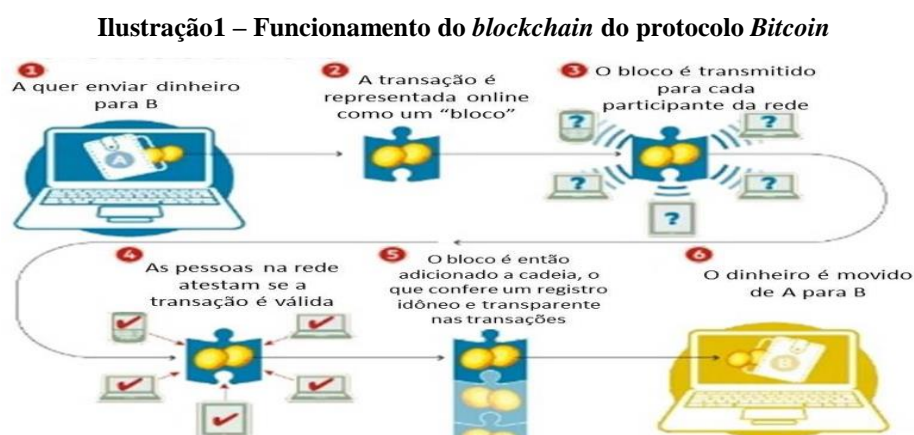 Ilustração1 – Funcionamento do blockchain do protocolo Bitcoin
1
A quer enviar dinheiro
para B
A
2
A transação é
representada online
como um “bloco”
3
O bloco é transmitido
para cada
participante da rede
?
?
?
?
?
4
As pessoas na rede
atestam se a
transação é válida
5
O bloco é então
adicionado a cadeia, o
que confere um registro
idôneo e transparente
nas transações
6
O dinheiro é movido
de A para B
B